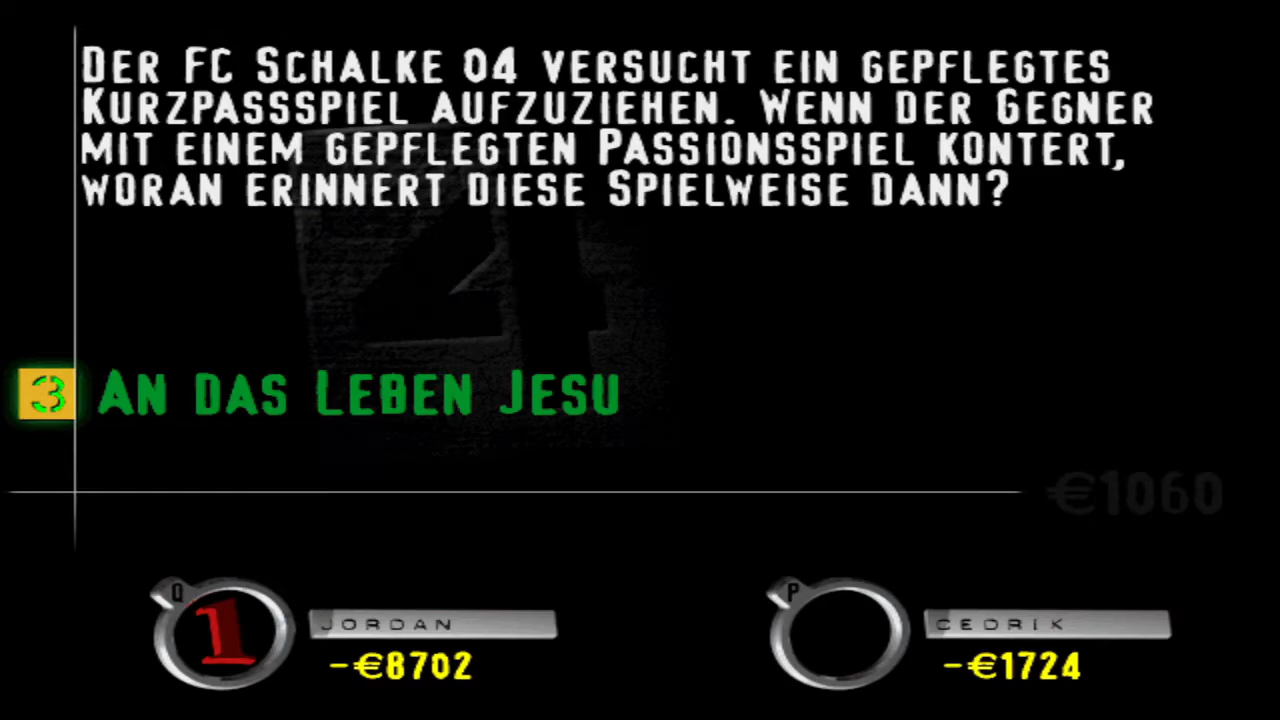 Der FC Schalke 04 versucht ein gepflegtes
Kurzpassspiel aufzuziehen. Wenn der Gegner
mit einem gepflegten Passionsspiel kontert,
woran erinnert diese Spielweise dann?
3 An das Leben Jesu
€1060
Q 1 JORDAN
-€8702
P CEDRIK
-€1724